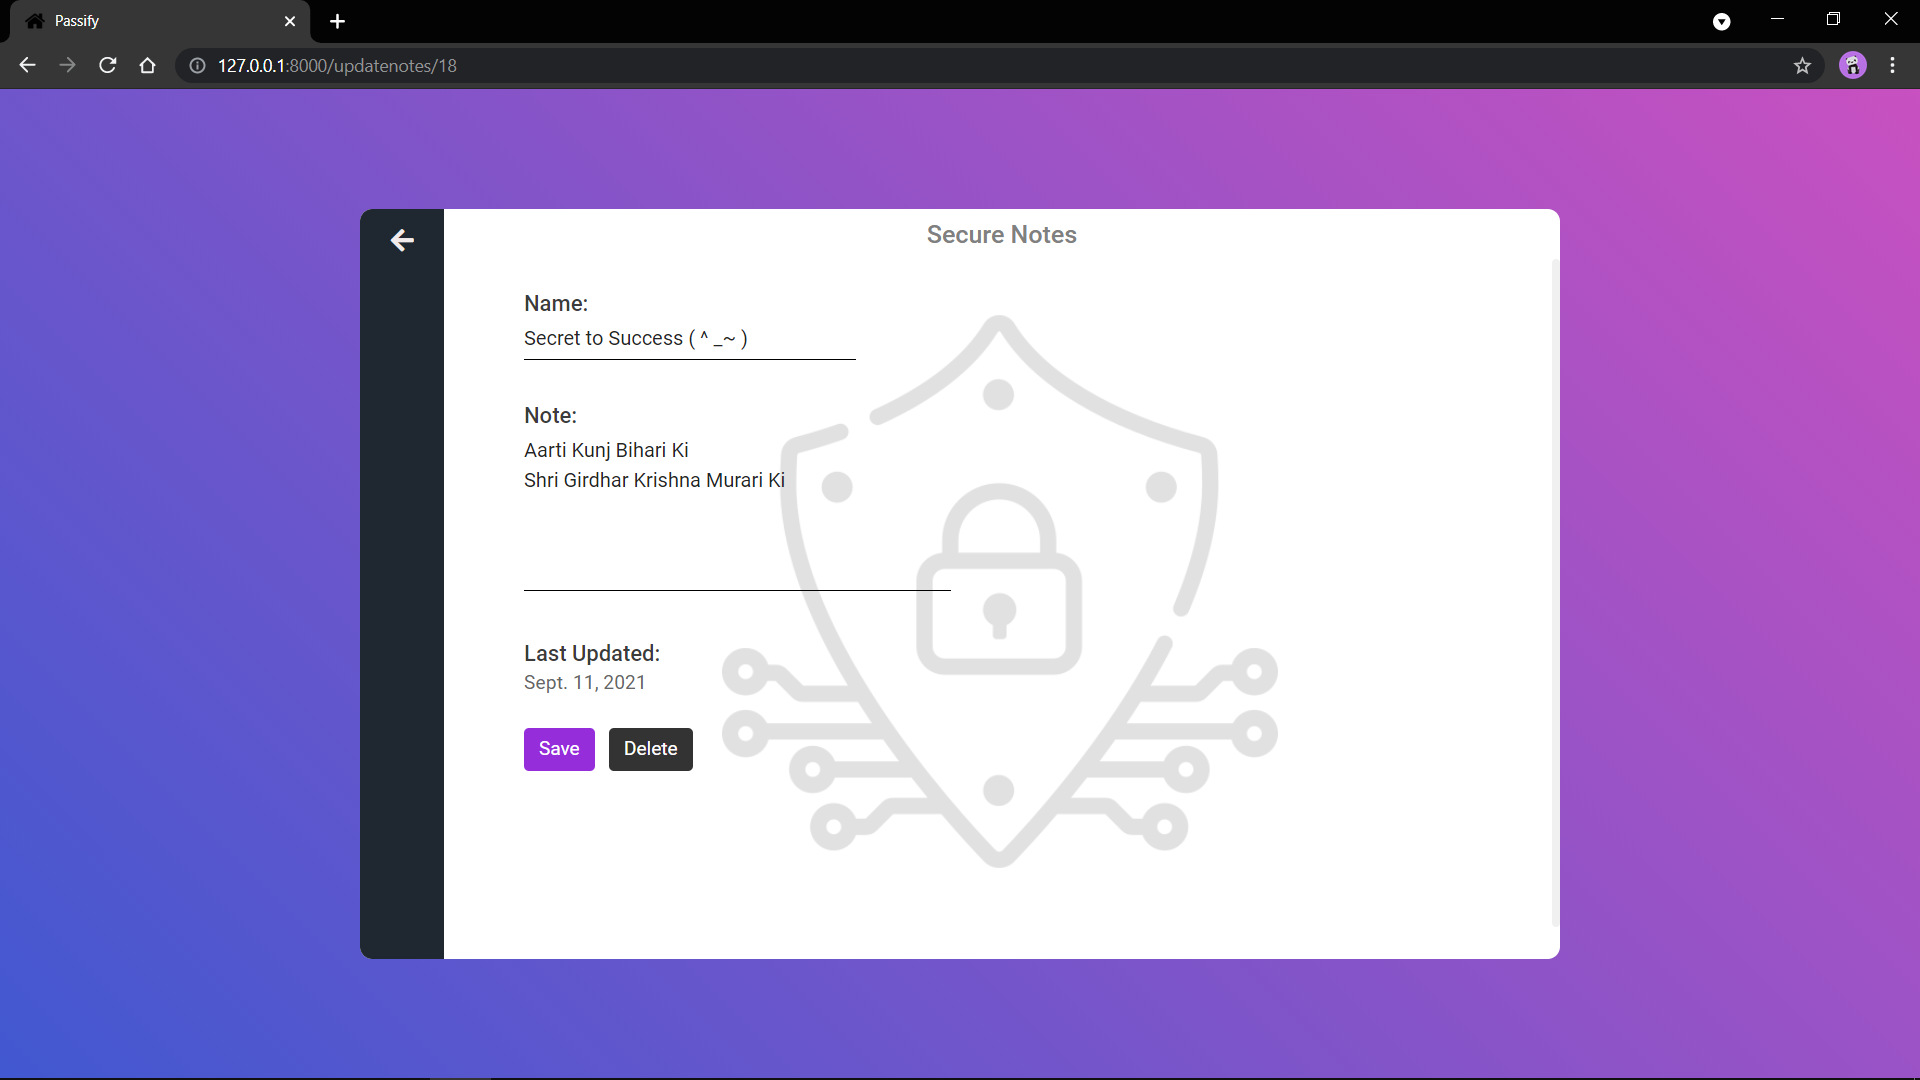 Passify
127.0.0.1:8000/updatenotes/18
Secure Notes
Name:
Secret to Success ( ^ _~ )
Note:
Aarti Kunj Bihari Ki
Shri Girdhar Krishna Murari Ki
Last Updated:
Sept. 11, 2021
Save
Delete